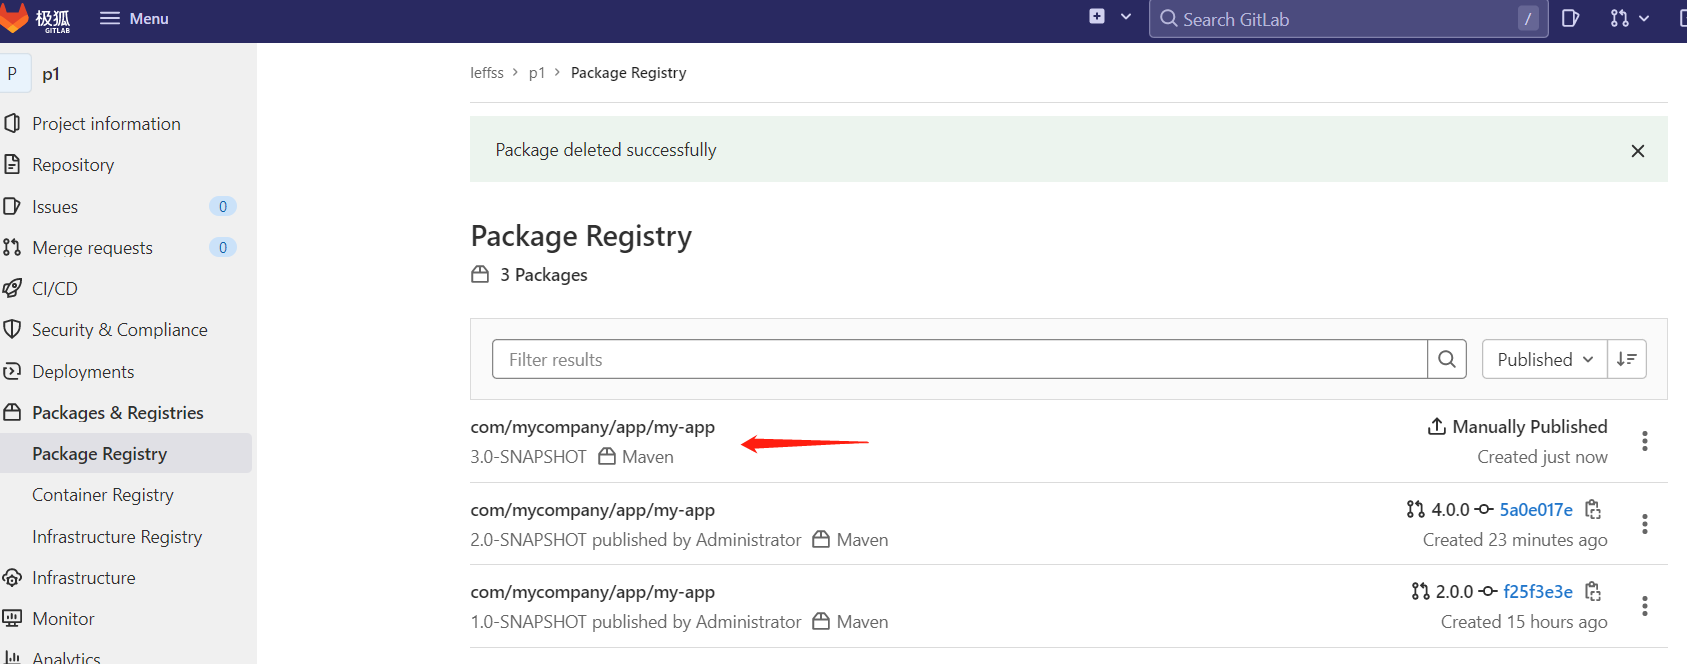 极狐
GITLAB
Menu
Search GitLab
/
P
p1
Project information
Repository
Issues
0
Merge requests
0
CI/CD
Security & Compliance
Deployments
Packages & Registries
Package Registry
Container Registry
Infrastructure Registry
Infrastructure
Monitor
Analytics
leffss > p1 > Package Registry
Package deleted successfully
Package Registry
3 Packages
Filter results
Published
com/mycompany/app/my-app
Manually Published
3.0-SNAPSHOT Maven
Created just now
com/mycompany/app/my-app
4.0.0 5a0e017e
2.0-SNAPSHOT published by Administrator Maven
Created 23 minutes ago
com/mycompany/app/my-app
2.0.0 f25f3e3e
1.0-SNAPSHOT published by Administrator Maven
Created 15 hours ago